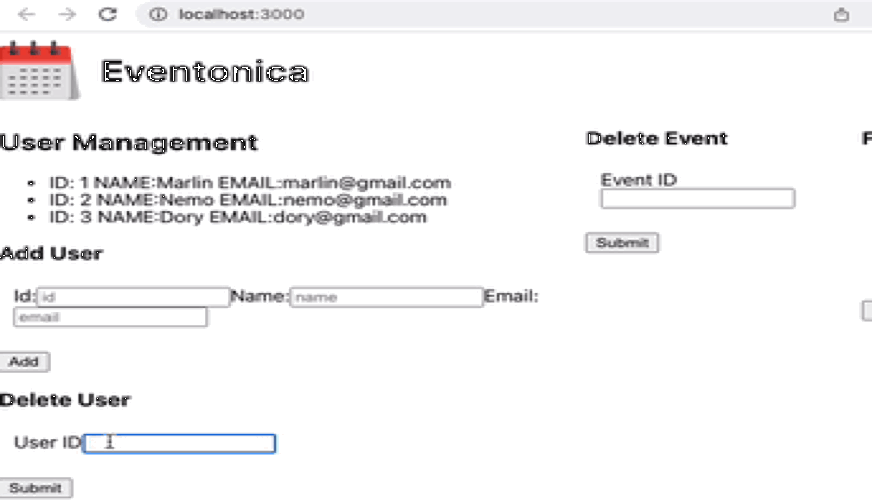 localhost:3000
Eventonica
User Management
ID: 1 NAME:Marlin EMAIL:marlin@gmail.com
ID: 2 NAME:Nemo EMAIL:nemo@gmail.com
ID: 3 NAME:Dory EMAIL:dory@gmail.com
Add User
Id: id Name: name Email:
email
Add
Delete User
User ID
Submit
Delete Event
Event ID
Submit
F